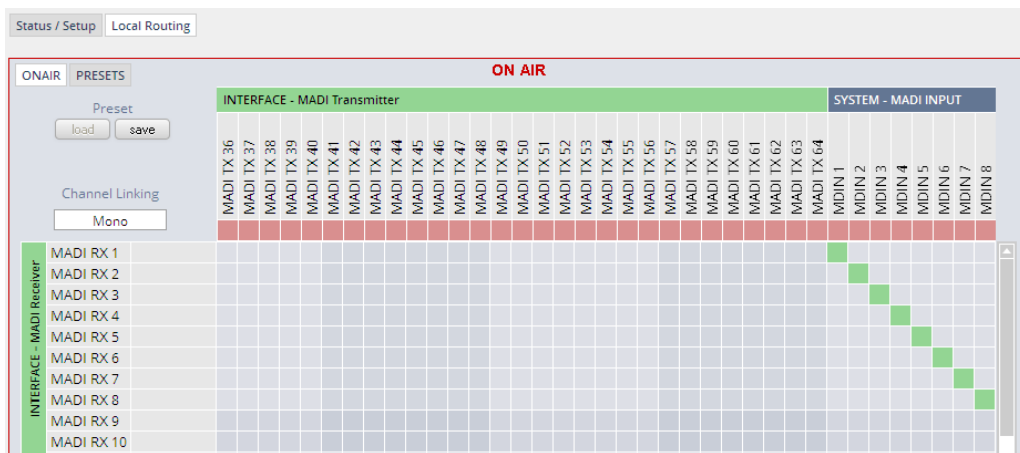 Status / Setup Local Routing
ONAIR PRESETS ON AIR
Preset
load save
Channel Linking
Mono
INTERFACE - MADI Transmitter SYSTEM - MADI INPUT
MADI TX 36
MADI TX 37
MADI TX 38
MADI TX 39
MADI TX 40
MADI TX 41
MADI TX 42
MADI TX 43
MADI TX 44
MADI TX 45
MADI TX 46
MADI TX 47
MADI TX 48
MADI TX 49
MADI TX 50
MADI TX 51
MADI TX 52
MADI TX 53
MADI TX 54
MADI TX 55
MADI TX 56
MADI TX 57
MADI TX 58
MADI TX 59
MADI TX 60
MADI TX 61
MADI TX 62
MADI TX 63
MADI TX 64
MDIN 1
MDIN 2
MDIN 3
MDIN 4
MDIN 5
MDIN 6
MDIN 7
MDIN 8
INTERFACE - MADI Receiver
MADI RX 1
MADI RX 2
MADI RX 3
MADI RX 4
MADI RX 5
MADI RX 6
MADI RX 7
MADI RX 8
MADI RX 9
MADI RX 10